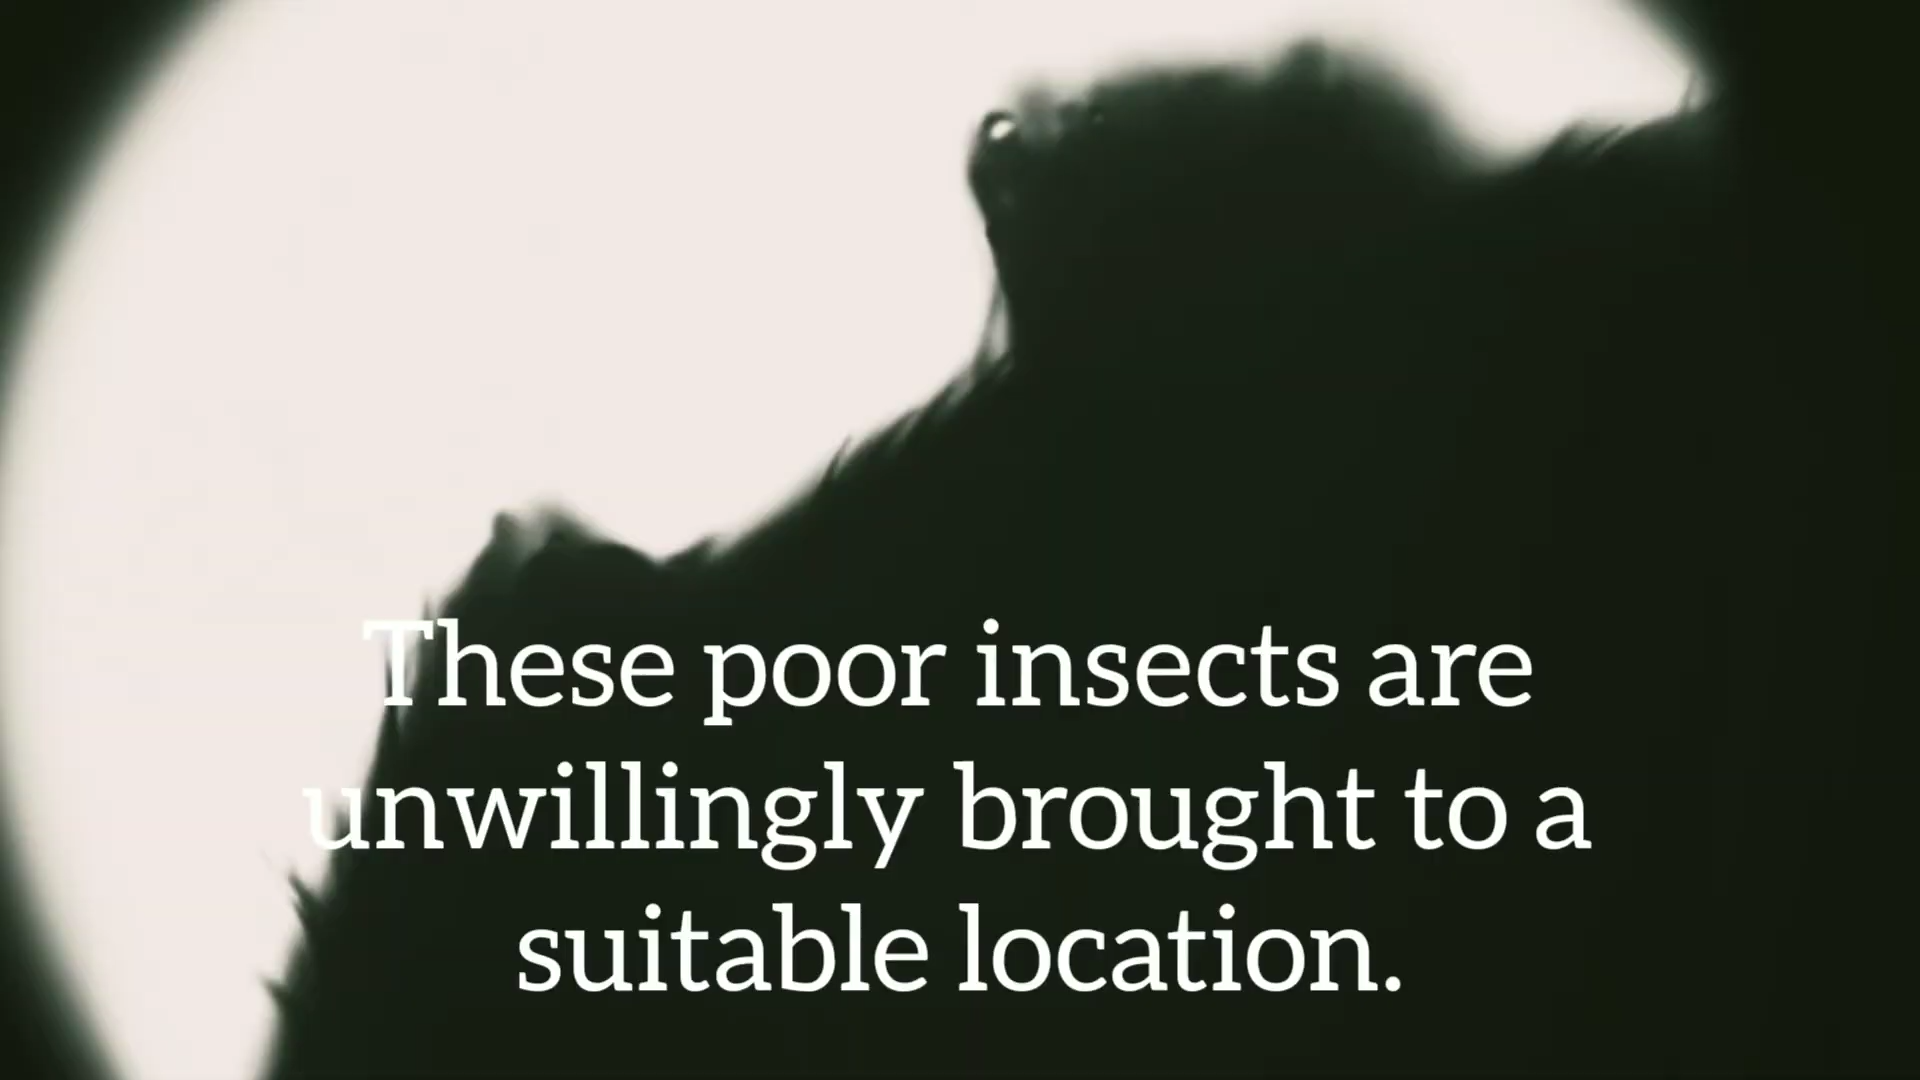 These poor insects are
unwillingly brought to a
suitable location.